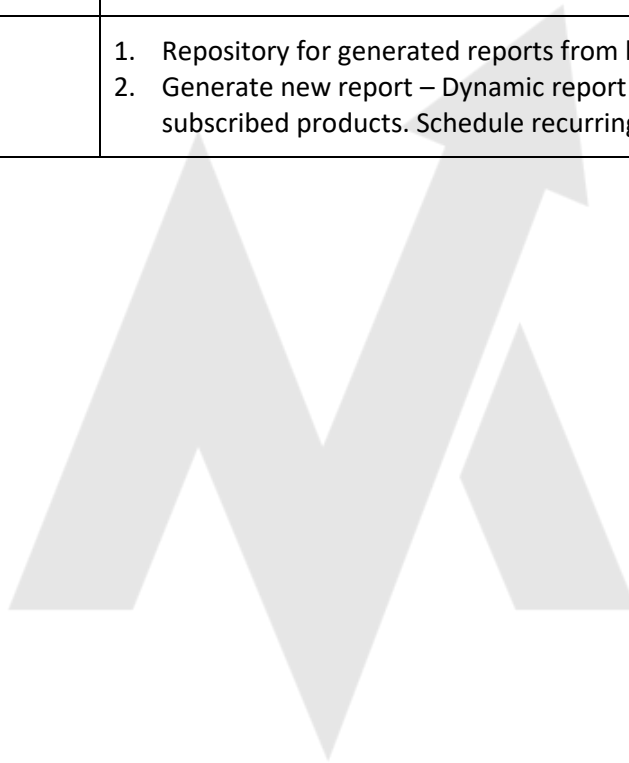 1. Repository for generated reports from
2. Generate new report – Dynamic report
subscribed products. Schedule recurring